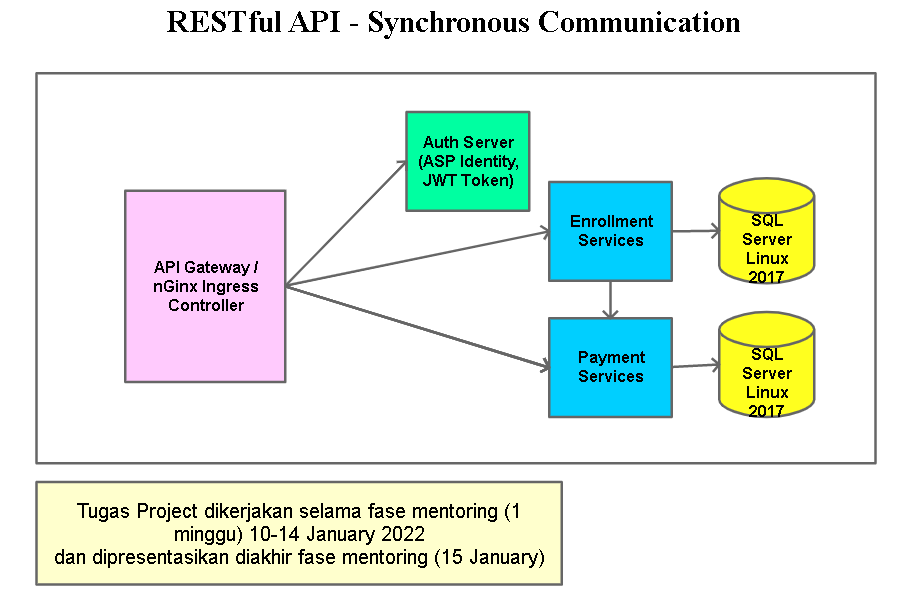 RESTful API - Synchronous Communication
Auth Server
(ASP Identity,
JWT Token)
API Gateway /
nGinx Ingress
Controller
Enrollment
Services
SQL
Server
Linux
2017
Payment
Services
SQL
Server
Linux
2017
Tugas Project dikerjakan selama fase mentoring (1
minggu) 10-14 January 2022
dan dipresentasikan diakhir fase mentoring (15 January)